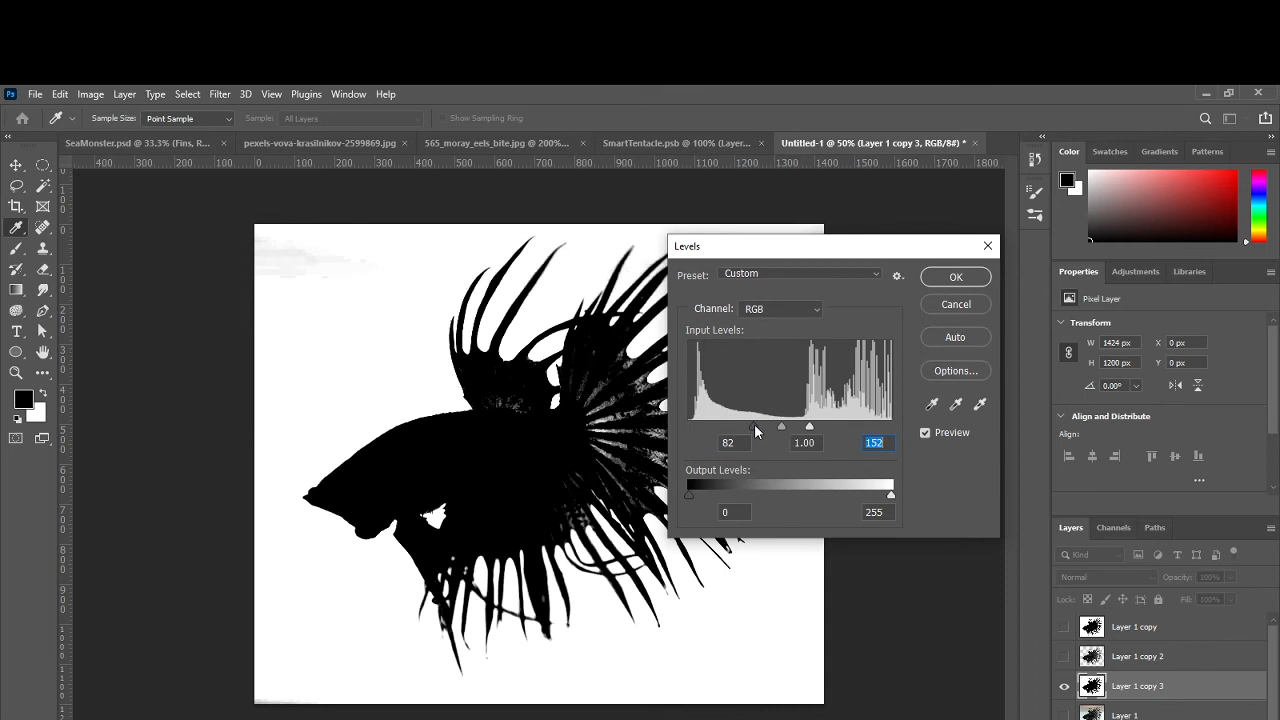 Ps File Edit Image Layer Type Select Filter 3D View Plugins Window Help
Sample Size: Point Sample Sample: All Layers Show Sampling Ring
SeaMonster.psd @ 33.3% (Fins, R... × pexels-vova-krasilnikov-2599869.jpg × 565_moray_eels_bite.jpg @ 200%... × SmartTentacle.psb @ 100% (Layer... × Untitled-1 @ 50% (Layer 1 copy 3, RGB/8#) * ×
400 300 200 100 0 100 200 300 400 500 600 700 800 900 1000 1100 1200 1300 1400 1500 1600 1700 1800
Color Swatches Gradients Patterns
Levels
Preset: Custom
OK
Channel: RGB
Cancel
Input Levels:
Auto
Options...
Preview
82 1.00 152
Output Levels:
0 255
Properties Adjustments Libraries
Pixel Layer
Transform
W 1424 px X 0 px
H 1200 px Y 0 px
0.00°
Align and Distribute
Align:
Layers Channels Paths
Kind
Normal Opacity: 100%
Lock: Fill: 100%
Layer 1 copy
Layer 1 copy 2
Layer 1 copy 3
Layer 1